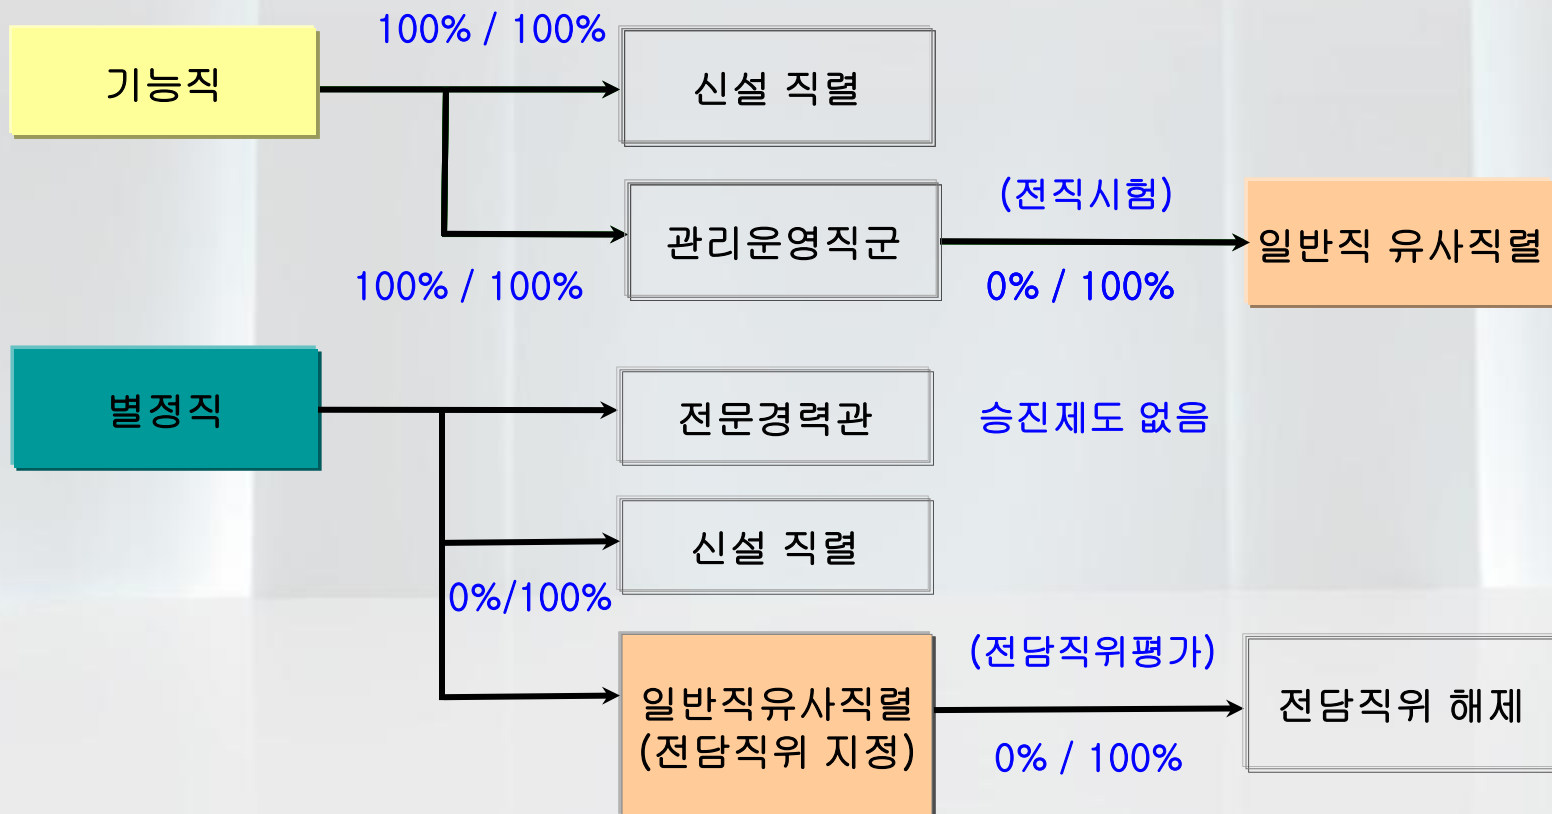 100% / 100%
기능직
신설 직렬
(전직시험)
관리운영직군
일반직 유사직렬
100% / 100%
0% / 100%
별정직
전문경력관
승진제도 없음
신설 직렬
0%/100%
(전담직위평가)
일반직유사직렬
(전담직위 지정)
전담직위 해제
0% / 100%